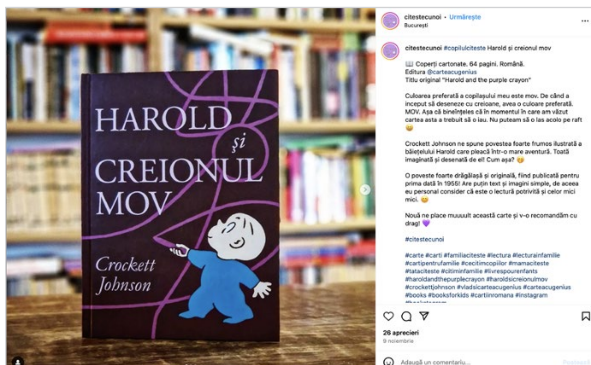 HAROLD
și
CREIONUL
MOV
Crockett
Johnson
citestecunoi • Urmărește
București
citestecunoi #copiluiciteste Harold și creionul mov
📖 Coperți cartonate. 64 pagini. Română.
Editura @carteacugenius
Titlu original "Harold and the purple crayon"
Culoarea preferată a copilașului meu este mov. De când a
inceput să deseneze cu creioane, avea o culoare preferată.
MOV. Așa că bineînțeles că în momentul în care am văzut
cartea asta a trebuit să o iau. Nu puteam să o las acolo pe raft
😄
Crockett Johnson ne spune povestea foarte frumos ilustrată a
băiețelului Harold care pleacă într-o mare aventură. Toată
imaginată și desenată de el! Cum așa? 😉
O poveste foarte drăgălașă și originală, fiind publicată pentru
prima dată în 1955! Are puțin text și imagini simple, de aceea
eu personal consider că este o lectură potrivită și celor mici
mici. 😊
Nouă ne place muuuult această carte și v-o recomandăm cu
drag! 💜
#citestecunoi
#carte #carti #familiaciteste #lectura #lecturainfamilie
#cartipentrufamilie #cecitimcopiilor #mamaciteste
#tataciteste #citiminfamilie #livrespourenfants
#haroldandthepurplecrayon #haroldsicreionulmov
#crockettjohnson #vladsicarteacugenius #carteacugenius
#books #booksforkids #cartiinromana #instagram
26 aprecieri
9 noiembrie
Adaugă un comentariu...